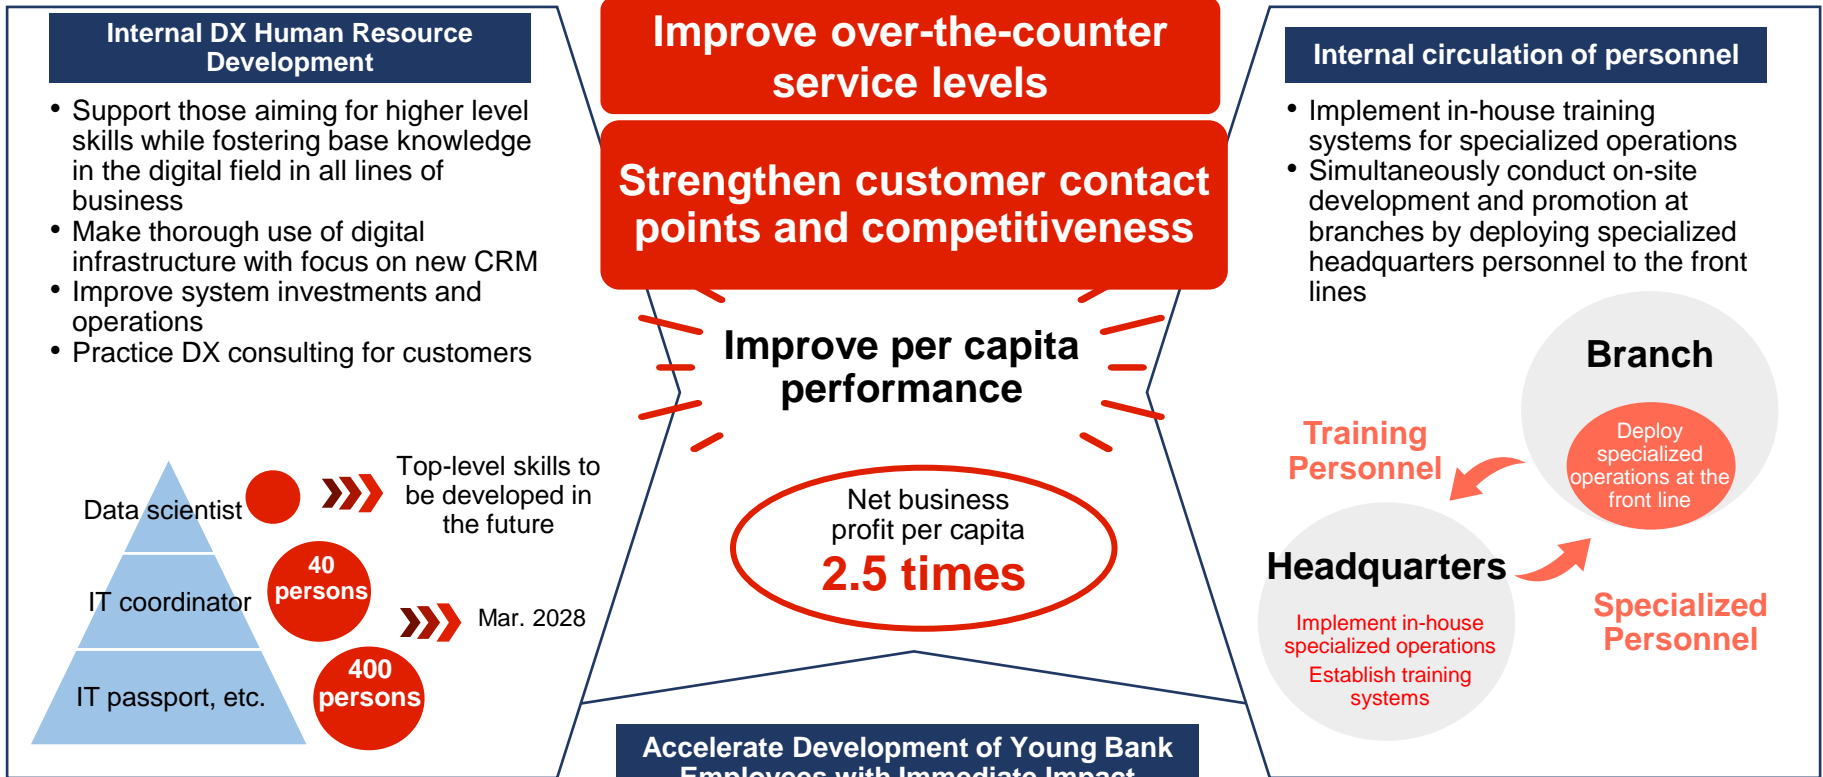 Internal DX Human Resource
Development
• Support those aiming for higher level
skills while fostering base knowledge
in the digital field in all lines of
business
• Make thorough use of digital
infrastructure with focus on new CRM
• Improve system investments and
operations
• Practice DX consulting for customers
Data scientist
Top-level skills to
be developed in
the future
IT coordinator
40
persons
Mar. 2028
IT passport, etc.
400
persons
Improve over-the-counter
service levels
Strengthen customer contact
points and competitiveness
Improve per capita
performance
Net business
profit per capita
2.5 times
Accelerate Development of Young Bank
Employees with Immediate Impact
Internal circulation of personnel
• Implement in-house training
systems for specialized operations
• Simultaneously conduct on-site
development and promotion at
branches by deploying specialized
headquarters personnel to the front
lines
Branch
Deploy
specialized
operations at the
front line
Training
Personnel
Headquarters
Implement in-house
specialized operations
Establish training
systems
Specialized
Personnel